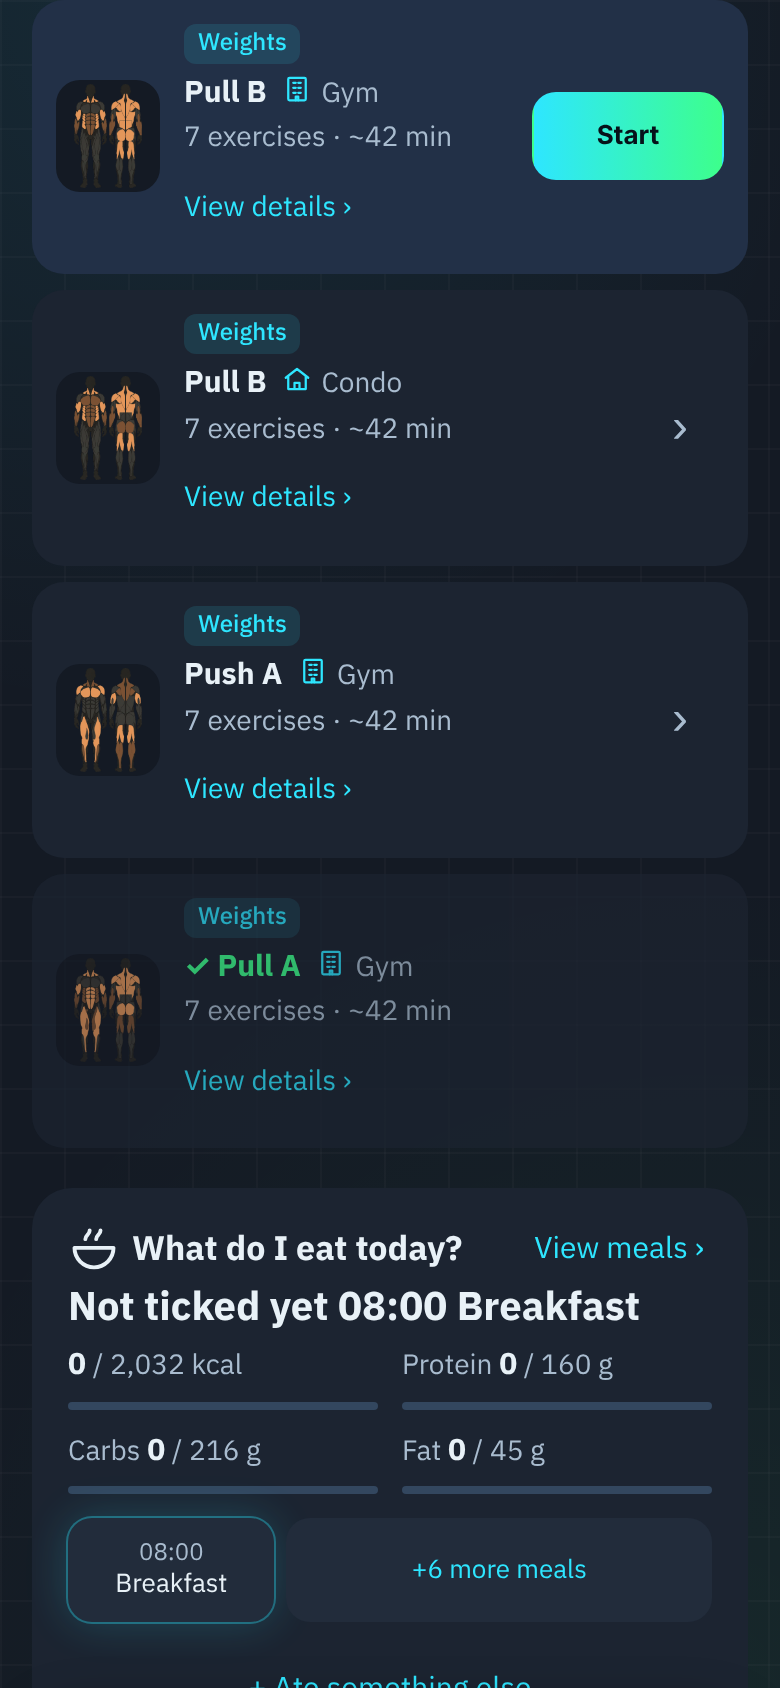 Weights
Pull B Gym
7 exercises · ~42 min
Start
View details ›
Weights
Pull B Condo
7 exercises · ~42 min
View details ›
Weights
Push A Gym
7 exercises · ~42 min
View details ›
Weights
✓ Pull A Gym
7 exercises · ~42 min
View details ›
What do I eat today? View meals ›
Not ticked yet 08:00 Breakfast
0 / 2,032 kcal Protein 0 / 160 g
Carbs 0 / 216 g Fat 0 / 45 g
08:00
Breakfast
+6 more meals
+ Ate something else